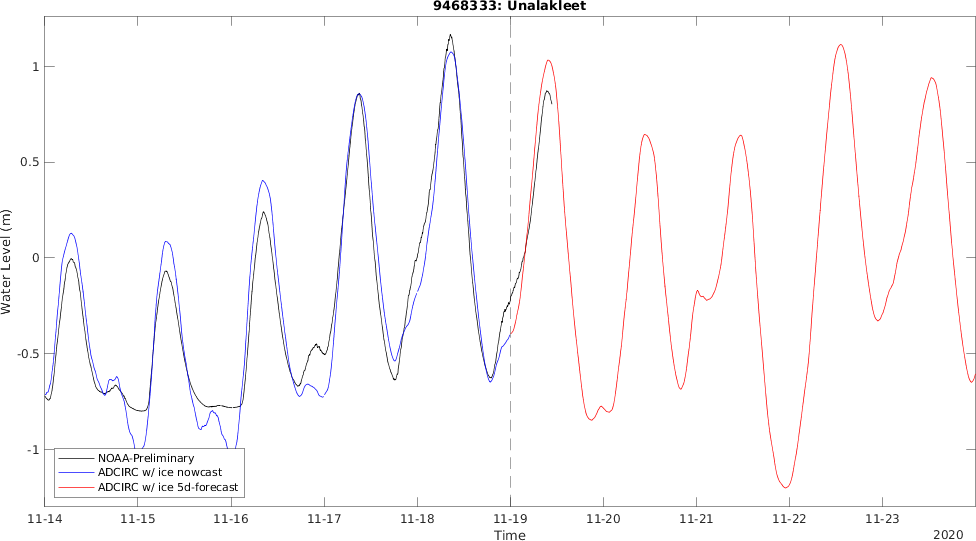 9468333: Unalakleet
Water Level (m)
1
0.5
0
-0.5
-1
NOAA-Preliminary
ADCIRC w/ ice nowcast
ADCIRC w/ ice 5d-forecast
11-14 11-15 11-16 11-17 11-18 11-19 11-20 11-21 11-22 11-23
Time
2020